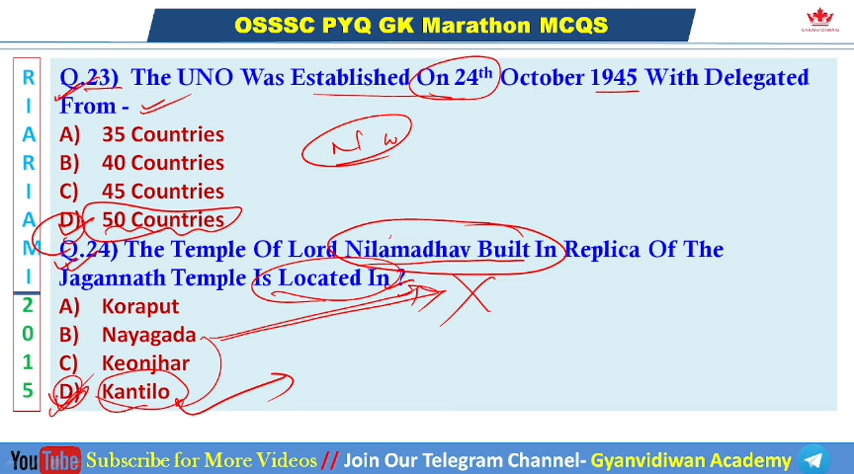 OSSSC PYQ GK Marathon MCQS
GYANVIDIWAN
R
I
A
R
I
A
M
I
2
0
1
5
Q.23) The UNO Was Established On 24th October 1945 With Delegated
From -
A) 35 Countries
B) 40 Countries
C) 45 Countries
D) 50 Countries
Q.24) The Temple Of Lord Nilamadhav Built In Replica Of The
Jagannath Temple Is Located In ?
A) Koraput
B) Nayagada
C) Keonjhar
D) Kantilo
YouTube Subscribe for More Videos // Join Our Telegram Channel- Gyanvidiwan Academy